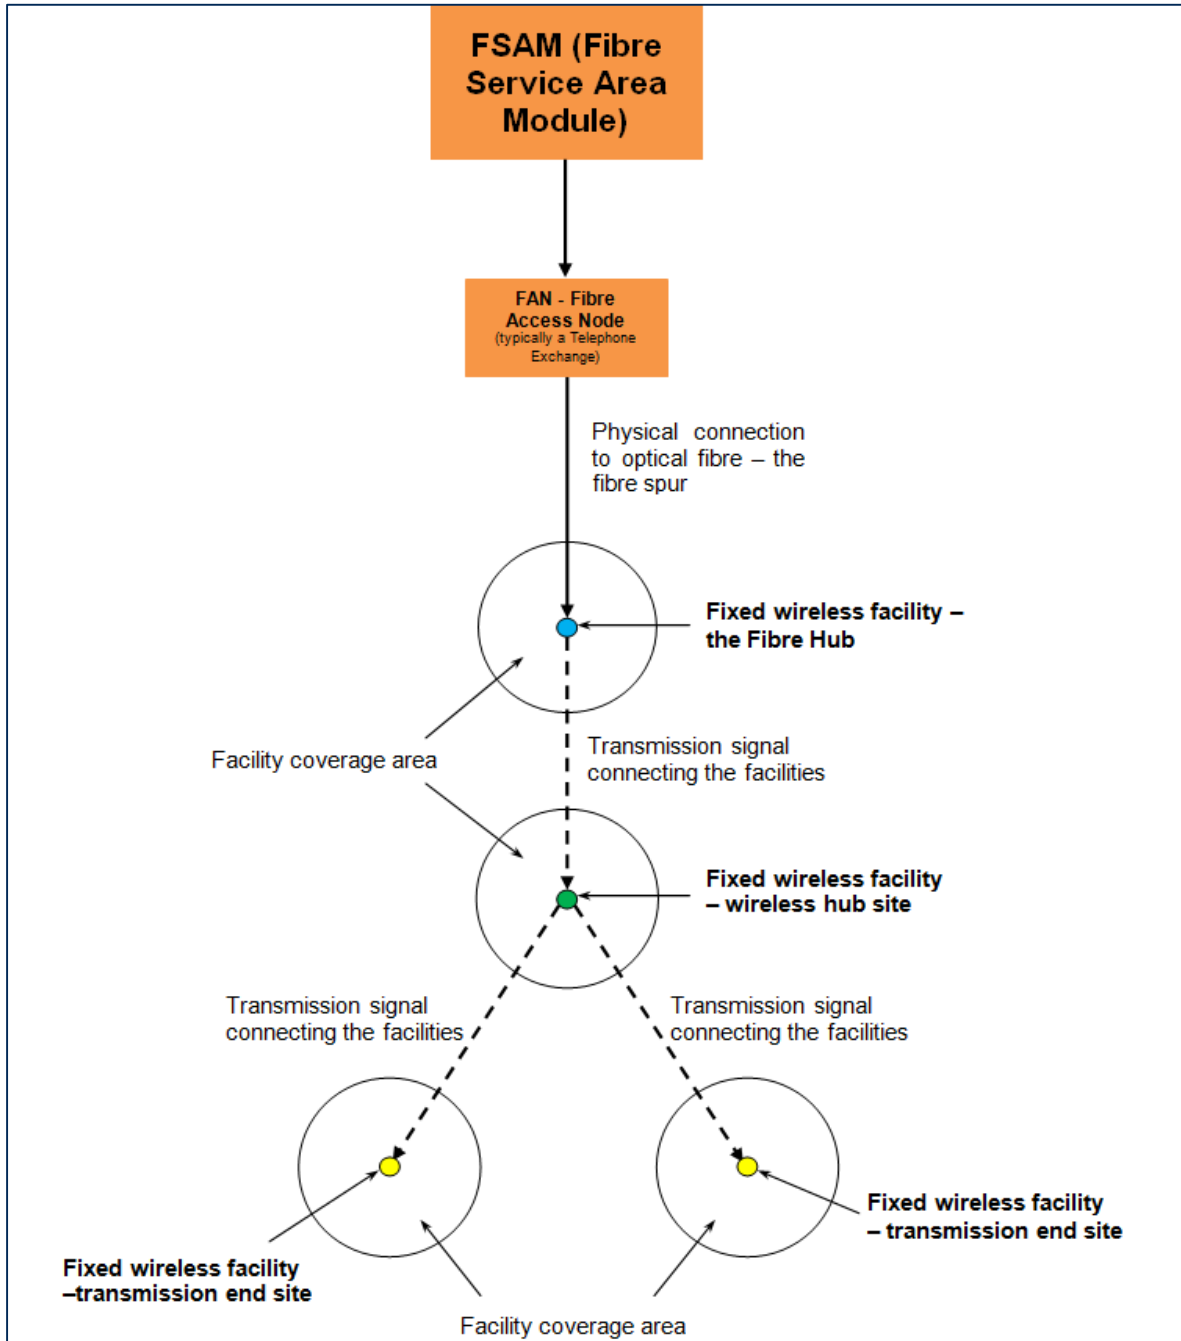 FSAM (Fibre
Service Area
Module)
FAN - Fibre
Access Node
(typically a Telephone
Exchange)
Physical connection
to optical fibre – the
fibre spur
Fixed wireless facility –
the Fibre Hub
Facility coverage area
Transmission signal
connecting the facilities
Fixed wireless facility
– wireless hub site
Transmission signal
connecting the facilities
Transmission signal
connecting the facilities
Fixed wireless facility
– transmission end site
Fixed wireless facility
–transmission end site
Facility coverage area